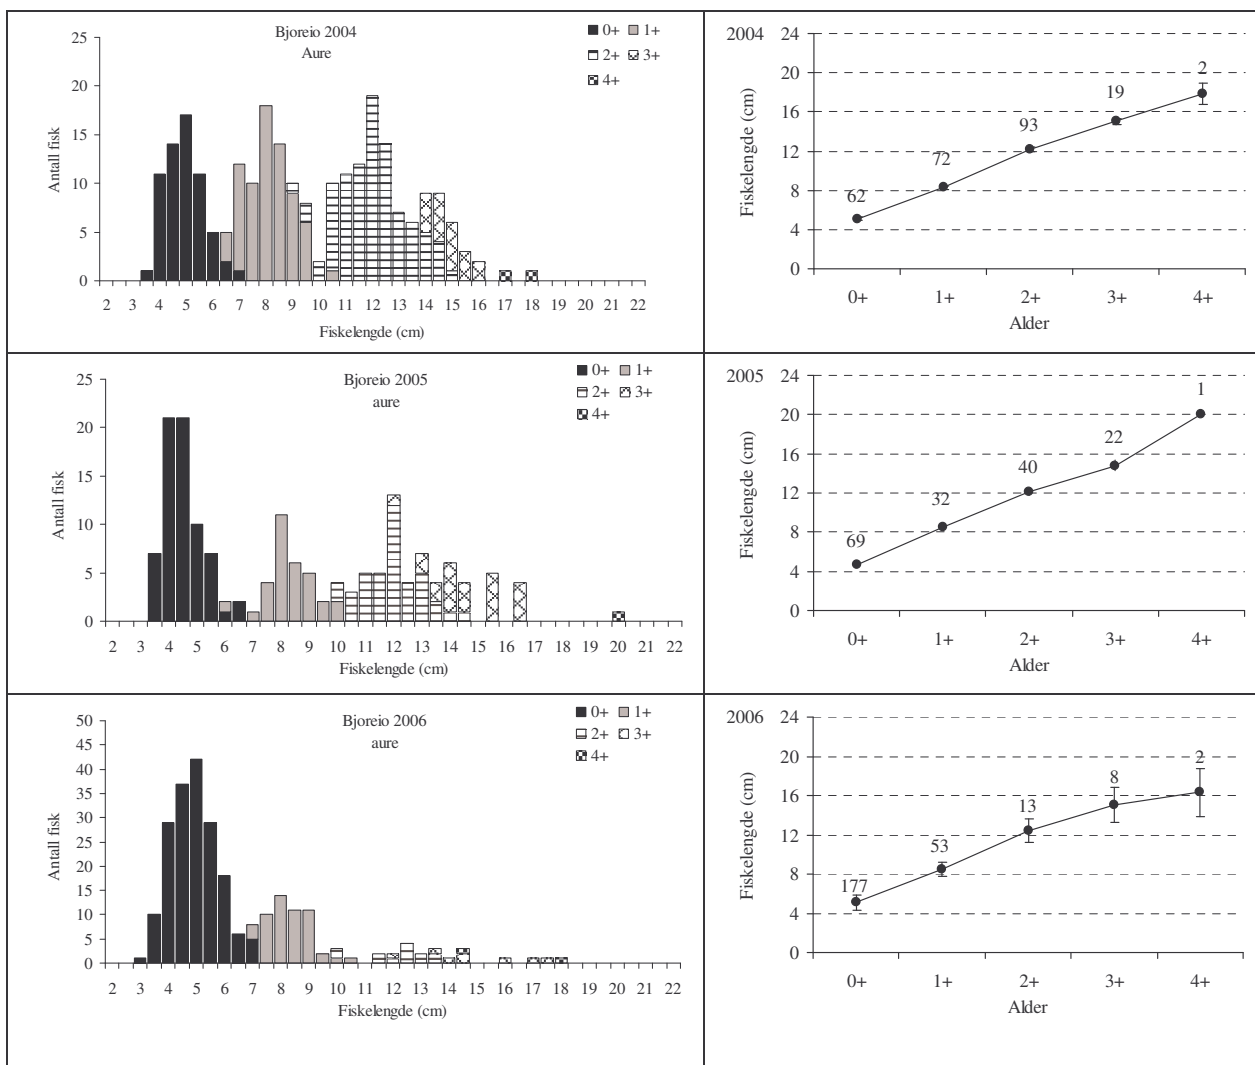 Bjoreio 2004
Aure
0+ 1+
2+ 3+
4+
Antall fisk
25
20
15
10
5
0
2 3 4 5 6 7 8 9 10 11 12 13 14 15 16 17 18 19 20 21 22
Fiskelengde (cm)
2004
Fiskelengde (cm)
24
20
16
12
8
4
0
62
72
93
19
2
0+ 1+ 2+ 3+ 4+
Alder
Bjoreio 2005
aure
0+ 1+
2+ 3+
4+
Antall fisk
25
20
15
10
5
0
2 3 4 5 6 7 8 9 10 11 12 13 14 15 16 17 18 19 20 21 22
Fiskelengde (cm)
2005
Fiskelengde (cm)
24
20
16
12
8
4
0
69
32
40
22
1
0+ 1+ 2+ 3+ 4+
Alder
Bjoreio 2006
aure
0+ 1+
2+ 3+
4+
Antall fisk
50
45
40
35
30
25
20
15
10
5
0
2 3 4 5 6 7 8 9 10 11 12 13 14 15 16 17 18 19 20 21 22
Fiskelengde (cm)
2006
Fiskelengde (cm)
24
20
16
12
8
4
0
177
53
13
8
2
0+ 1+ 2+ 3+ 4+
Alder